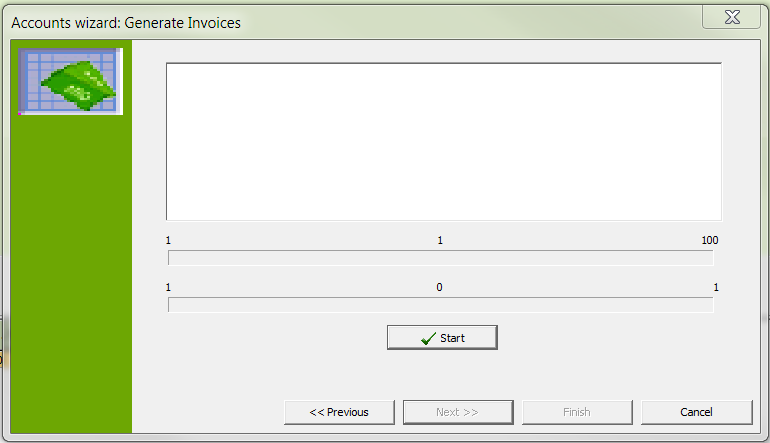 Accounts wizard: Generate Invoices
1 1 100
1 0 1
Start
<< Previous Next >> Finish Cancel